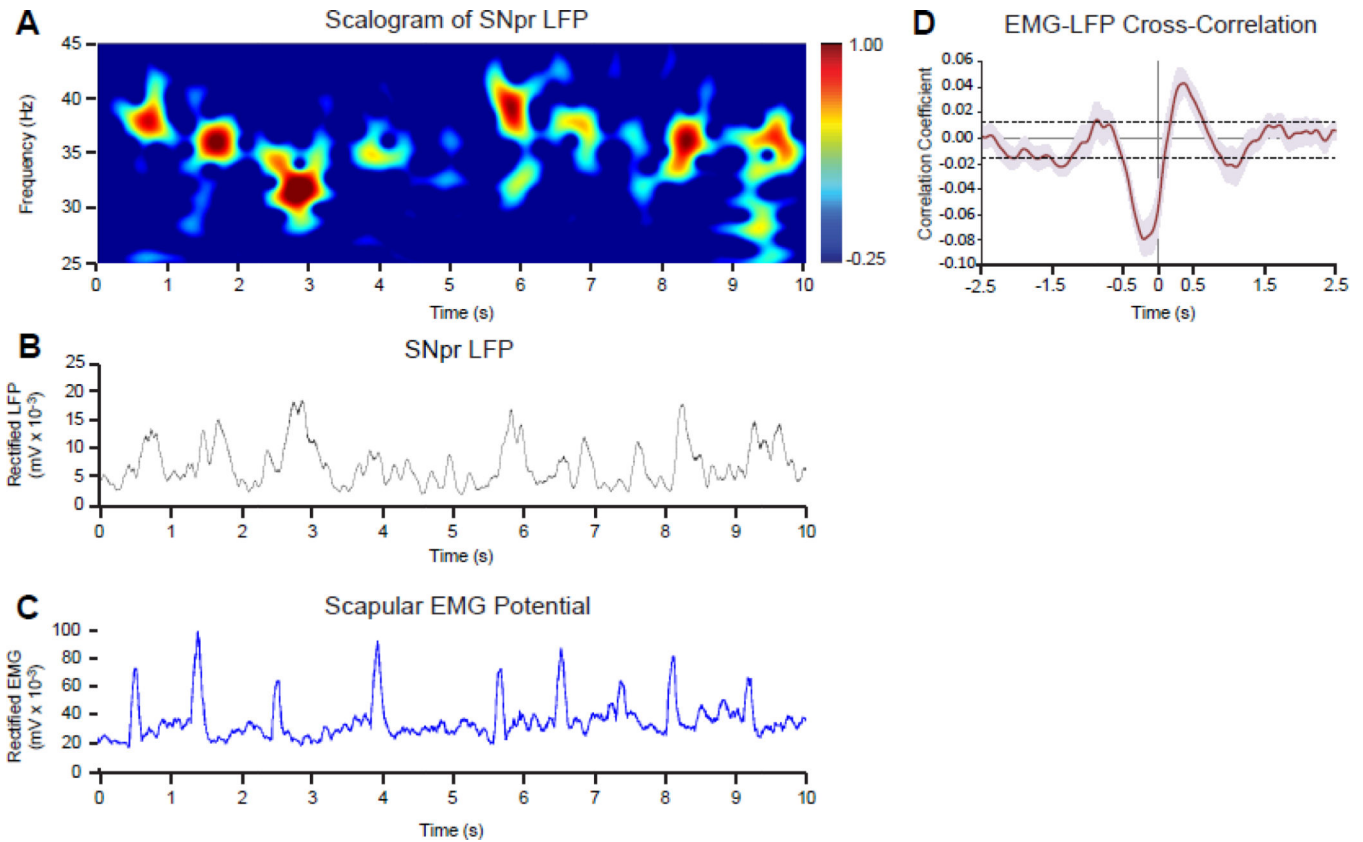 A
Scalogram of SNpr LFP
Frequency (Hz)
45
40
35
30
25
0 1 2 3 4 5 6 7 8 9 10
Time (s)
1.00
-0.25
B
SNpr LFP
Rectified LFP
(mV x 10-3)
25
20
15
10
5
0
0 1 2 3 4 5 6 7 8 9 10
Time (s)
C
Scapular EMG Potential
Rectified EMG
(mV x 10-3)
100
80
60
40
20
0
0 1 2 3 4 5 6 7 8 9 10
Time (s)
D
EMG-LFP Cross-Correlation
Correlation Coefficient
0.06
0.04
0.02
0.00
-0.02
-0.04
-0.06
-0.08
-0.10
-2.5 -1.5 -0.5 0 0.5 1.5 2.5
Time (s)